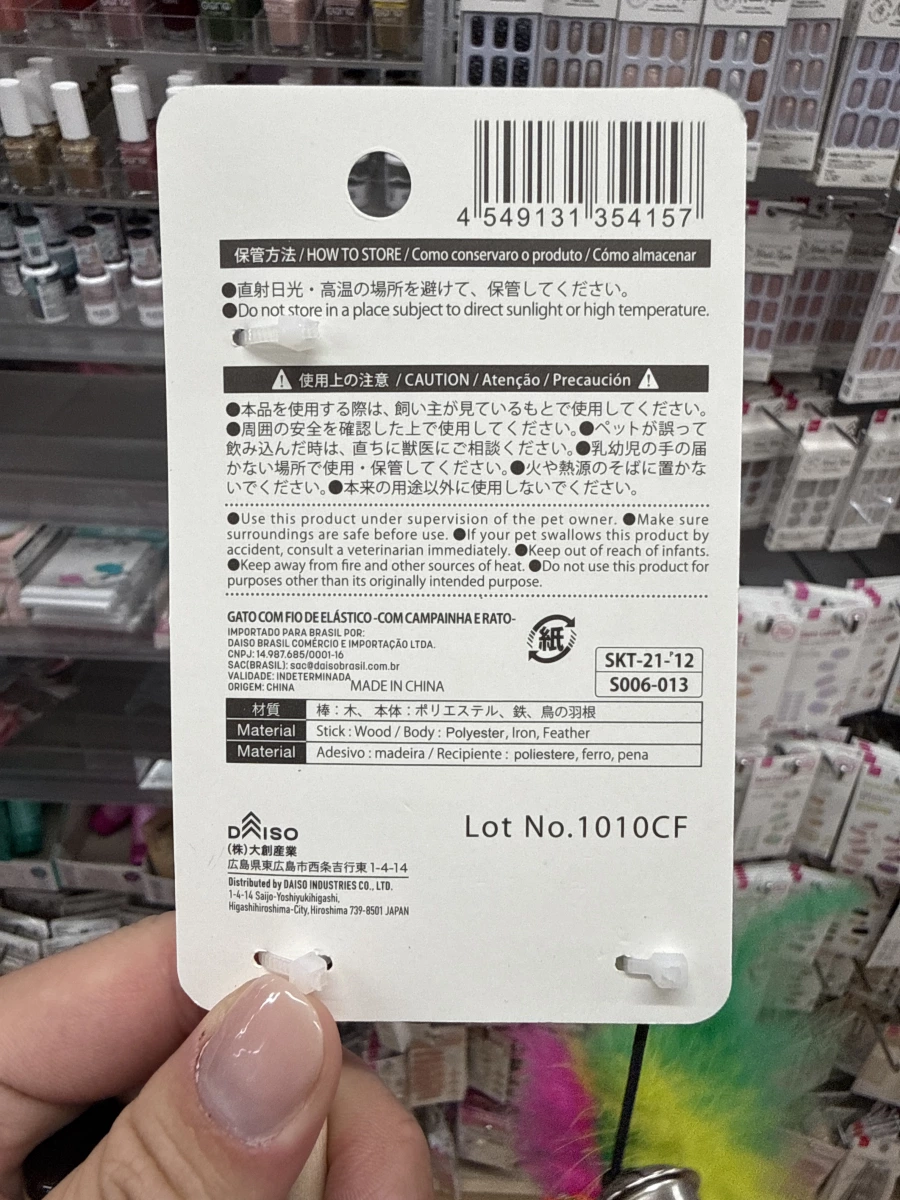 4 549131 354157
保管方法 / HOW TO STORE / Como conservaro o produto / Cómo almacenar
●直射日光・高温の場所を避けて、保管してください。
●Do not store in a place subject to direct sunlight or high temperature.
使用上の注意 / CAUTION / Atenção / Precaución
●本品を使用する際は、飼い主が見ているもとで使用してください。
●周囲の安全を確認した上で使用してください。●ペットが誤って
飲み込んだ時は、直ちに獣医にご相談ください。●乳幼児の手の届
かない場所で使用・保管してください。●火や熱源のそばに置かな
いでください。●本来の用途以外に使用しないでください。
●Use this product under supervision of the pet owner. ●Make sure
surroundings are safe before use. ●If your pet swallows this product by
accident, consult a veterinarian immediately. ●Keep out of reach of infants.
●Keep away from fire and other sources of heat. ●Do not use this product for
purposes other than its originally intended purpose.
GATO COM FIO DE ELÁSTICO -COM CAMPAINHA E RATO-
IMPORTADO PARA BRASIL POR:
DAISO BRASIL COMÉRCIO E IMPORTAÇÃO LTDA.
CNPJ: 14.987.685/0001-16
SAC(BRASIL): sac@daisobrasil.com.br
VALIDADE: INDETERMINADA
ORIGEM: CHINA
MADE IN CHINA
紙
SKT-21-'12
S006-013
材質 棒：木、 本体：ポリエステル、鉄、鳥の羽根
Material Stick : Wood / Body : Polyester, Iron, Feather
Material Adesivo : madeira / Recipiente : poliestere, ferro, pena
Lot No.1010CF
DAISO
(株)大創産業
広島県東広島市西条吉行東 1-4-14
Distributed by DAISO INDUSTRIES CO., LTD.
1-4-14 Saijo-Yoshiyukihigashi,
Higashihiroshima-City, Hiroshima 739-8501 JAPAN